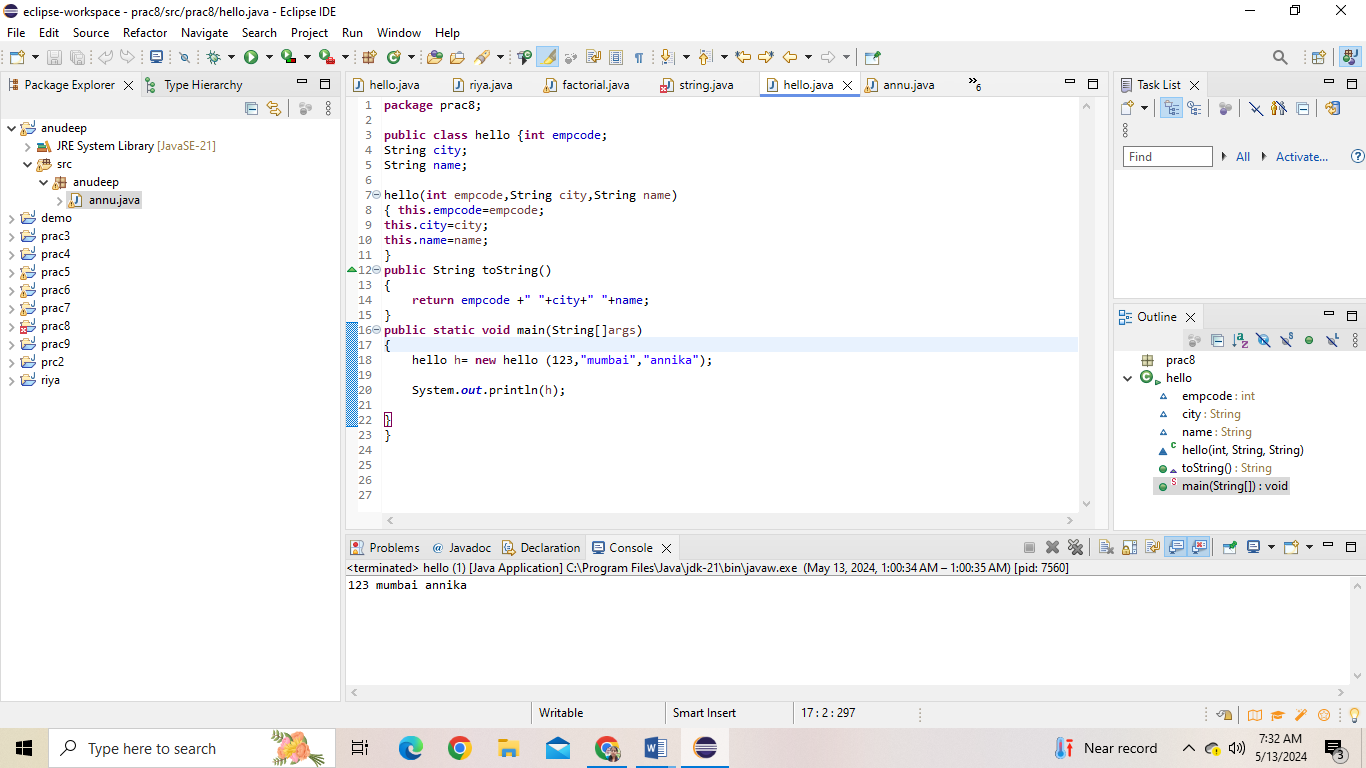 eclipse-workspace - prac8/src/prac8/hello.java - Eclipse IDE
File Edit Source Refactor Navigate Search Project Run Window Help
Package Explorer Type Hierarchy
anudeep
JRE System Library [JavaSE-21]
src
anudeep
annu.java
demo
prac3
prac4
prac5
prac6
prac7
prac8
prac9
prc2
riya
hello.java riya.java factorial.java string.java hello.java annu.java »6
1 package prac8;
2
3 public class hello {int empcode;
4 String city;
5 String name;
6
7 hello(int empcode,String city,String name)
8 { this.empcode=empcode;
9 this.city=city;
10 this.name=name;
11 }
12 public String toString()
13 {
14     return empcode +" "+city+" "+name;
15 }
16 public static void main(String[]args)
17 {
18     hello h= new hello (123,"mumbai","annika");
19
20     System.out.println(h);
21
22 }
23 }
24
25
26
27
Task List
Find All Activate...
Outline
prac8
hello
empcode : int
city : String
name : String
hello(int, String, String)
toString() : String
main(String[]) : void
Problems Javadoc Declaration Console
<terminated> hello (1) [Java Application] C:\Program Files\Java\jdk-21\bin\javaw.exe (May 13, 2024, 1:00:34 AM – 1:00:35 AM) [pid: 7560]
123 mumbai annika
Writable Smart Insert 17 : 2 : 297
Type here to search
Near record
7:32 AM
5/13/2024
3